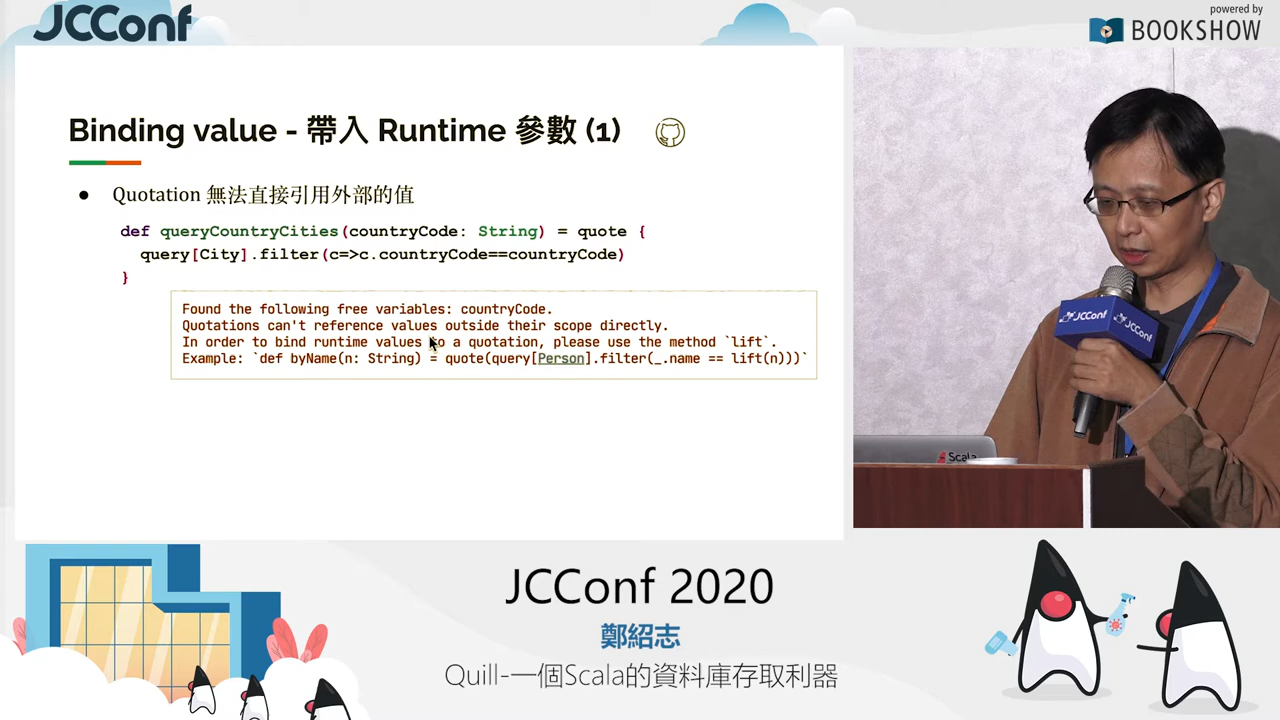 JCConf
powered by
BOOKSHOW
Binding value - 帶入 Runtime 參數 (1)
● Quotation 無法直接引用外部的值
def queryCountryCities(countryCode: String) = quote {
query[City].filter(c=>c.countryCode==countryCode)
}
Found the following free variables: countryCode.
Quotations can't reference values outside their scope directly.
In order to bind runtime values to a quotation, please use the method `lift`.
Example: `def byName(n: String) = quote(query[Person].filter(_.name == lift(n)))`
JCConf
JCConf
Scala
JCConf 2020
鄭紹志
Quill-一個Scala的資料庫存取利器